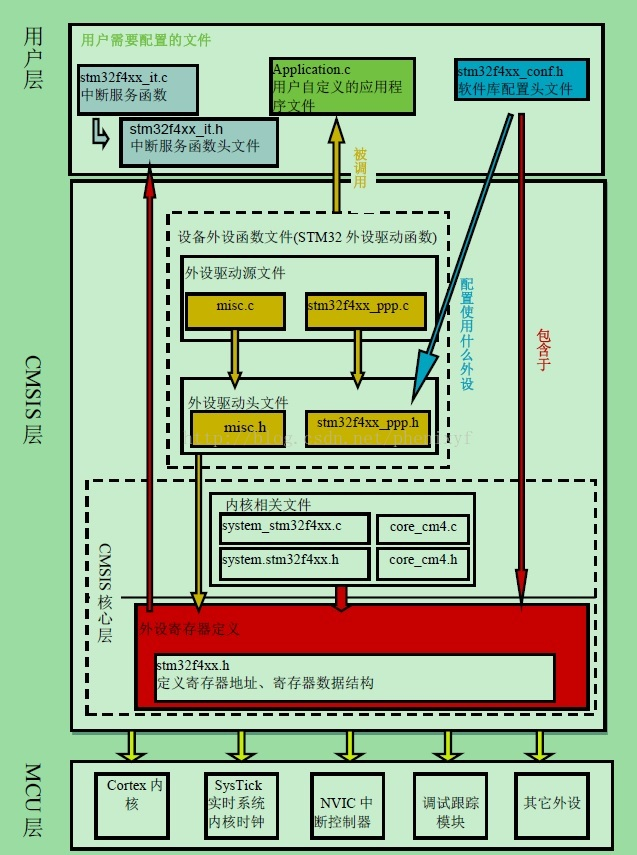 用户层
用户需要配置的文件
stm32f4xx_it.c
中断服务函数
stm32f4xx_it.h
中断服务函数头文件
Application.c
用户自定义的应用程
序文件
stm32f4xx_conf.h
软件库配置头文件
被调用
CMSIS 层
设备外设函数文件(STM32 外设驱动函数)
外设驱动源文件
misc.c
stm32f4xx_ppp.c
外设驱动头文件
misc.h
stm32f4xx_ppp.h
配置使用什么外设
包含于
CMSIS 核心层
内核相关文件
system_stm32f4xx.c
core_cm4.c
system.stm32f4xx.h
core_cm4.h
外设寄存器定义
stm32f4xx.h
定义寄存器地址、寄存器数据结构
MCU 层
Cortex 内
核
SysTick
实时系统
内核时钟
NVIC 中
断控制器
调试跟踪
模块
其它外设